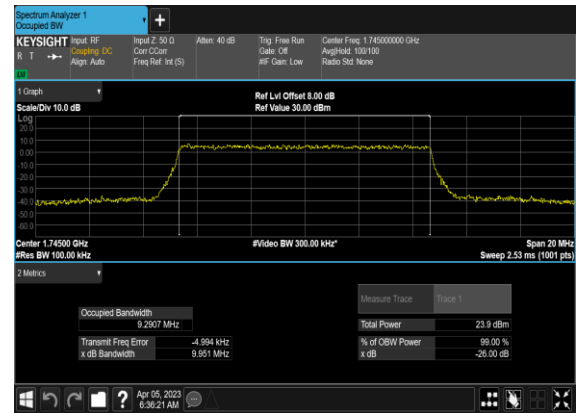 Spectrum Analyzer 1
Occupied BW
KEYSIGHT
R T
LV
Input: RF
Coupling: DC
Align: Auto
Input Z: 50 Ω
Corr CCorr
Freq Ref: Int (S)
Atten: 40 dB
Trig: Free Run
Gate: Off
#IF Gain: Low
Center Freq: 1.745000000 GHz
Avg|Hold: 100/100
Radio Std: None
1 Graph
Scale/Div 10.0 dB
Ref Lvl Offset 8.00 dB
Ref Value 30.00 dBm
Log
20.0
10.0
0.00
-10.0
-20.0
-30.0
-40.0
-50.0
-60.0
Center 1.74500 GHz
#Res BW 100.00 kHz
#Video BW 300.00 kHz*
Span 20 MHz
Sweep 2.53 ms (1001 pts)
2 Metrics
Measure Trace
Trace 1
Occupied Bandwidth
9.2907 MHz
Total Power
23.9 dBm
Transmit Freq Error
-4.994 kHz
% of OBW Power
99.00 %
x dB Bandwidth
9.951 MHz
x dB
-26.00 dB
?
Apr 05, 2023
6:36:21 AM